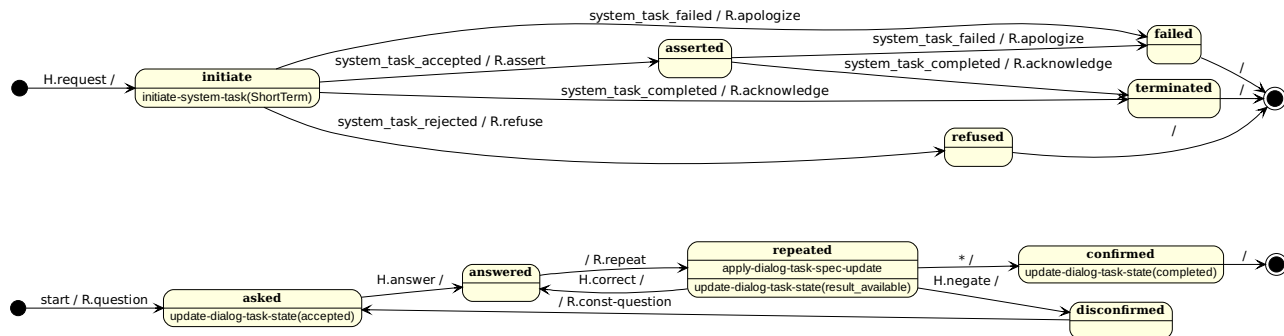 system_task_failed / R.apologize
failed
system_task_failed / R.apologize
asserted
system_task_accepted / R.assert
system_task_completed / R.acknowledge
/
H.request /
initiate
initiate-system-task(ShortTerm)
system_task_completed / R.acknowledge
terminated
/
system_task_rejected / R.refuse
refused
/
repeated
apply-dialog-task-spec-update
update-dialog-task-state(result_available)
confirmed
update-dialog-task-state(completed)
/
* /
/ R.repeat
answered
H.correct /
H.answer /
H.negate /
start / R.question
asked
update-dialog-task-state(accepted)
/ R.const-question
disconfirmed